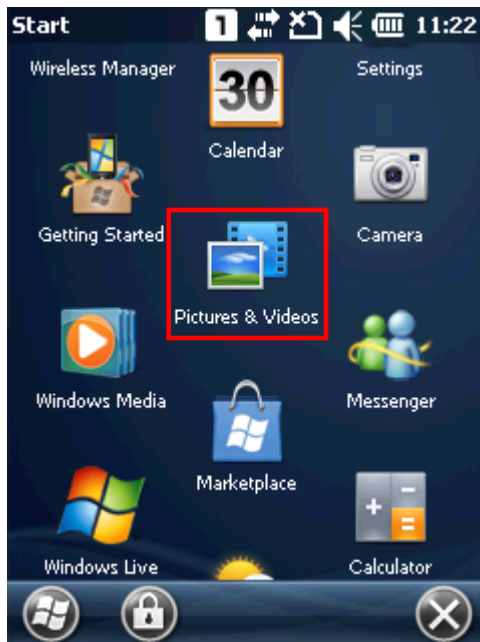 Start 1 11:22
Wireless Manager
30
Settings
Calendar
Getting Started
Camera
Pictures & Videos
Windows Media
Messenger
Marketplace
Windows Live
Calculator